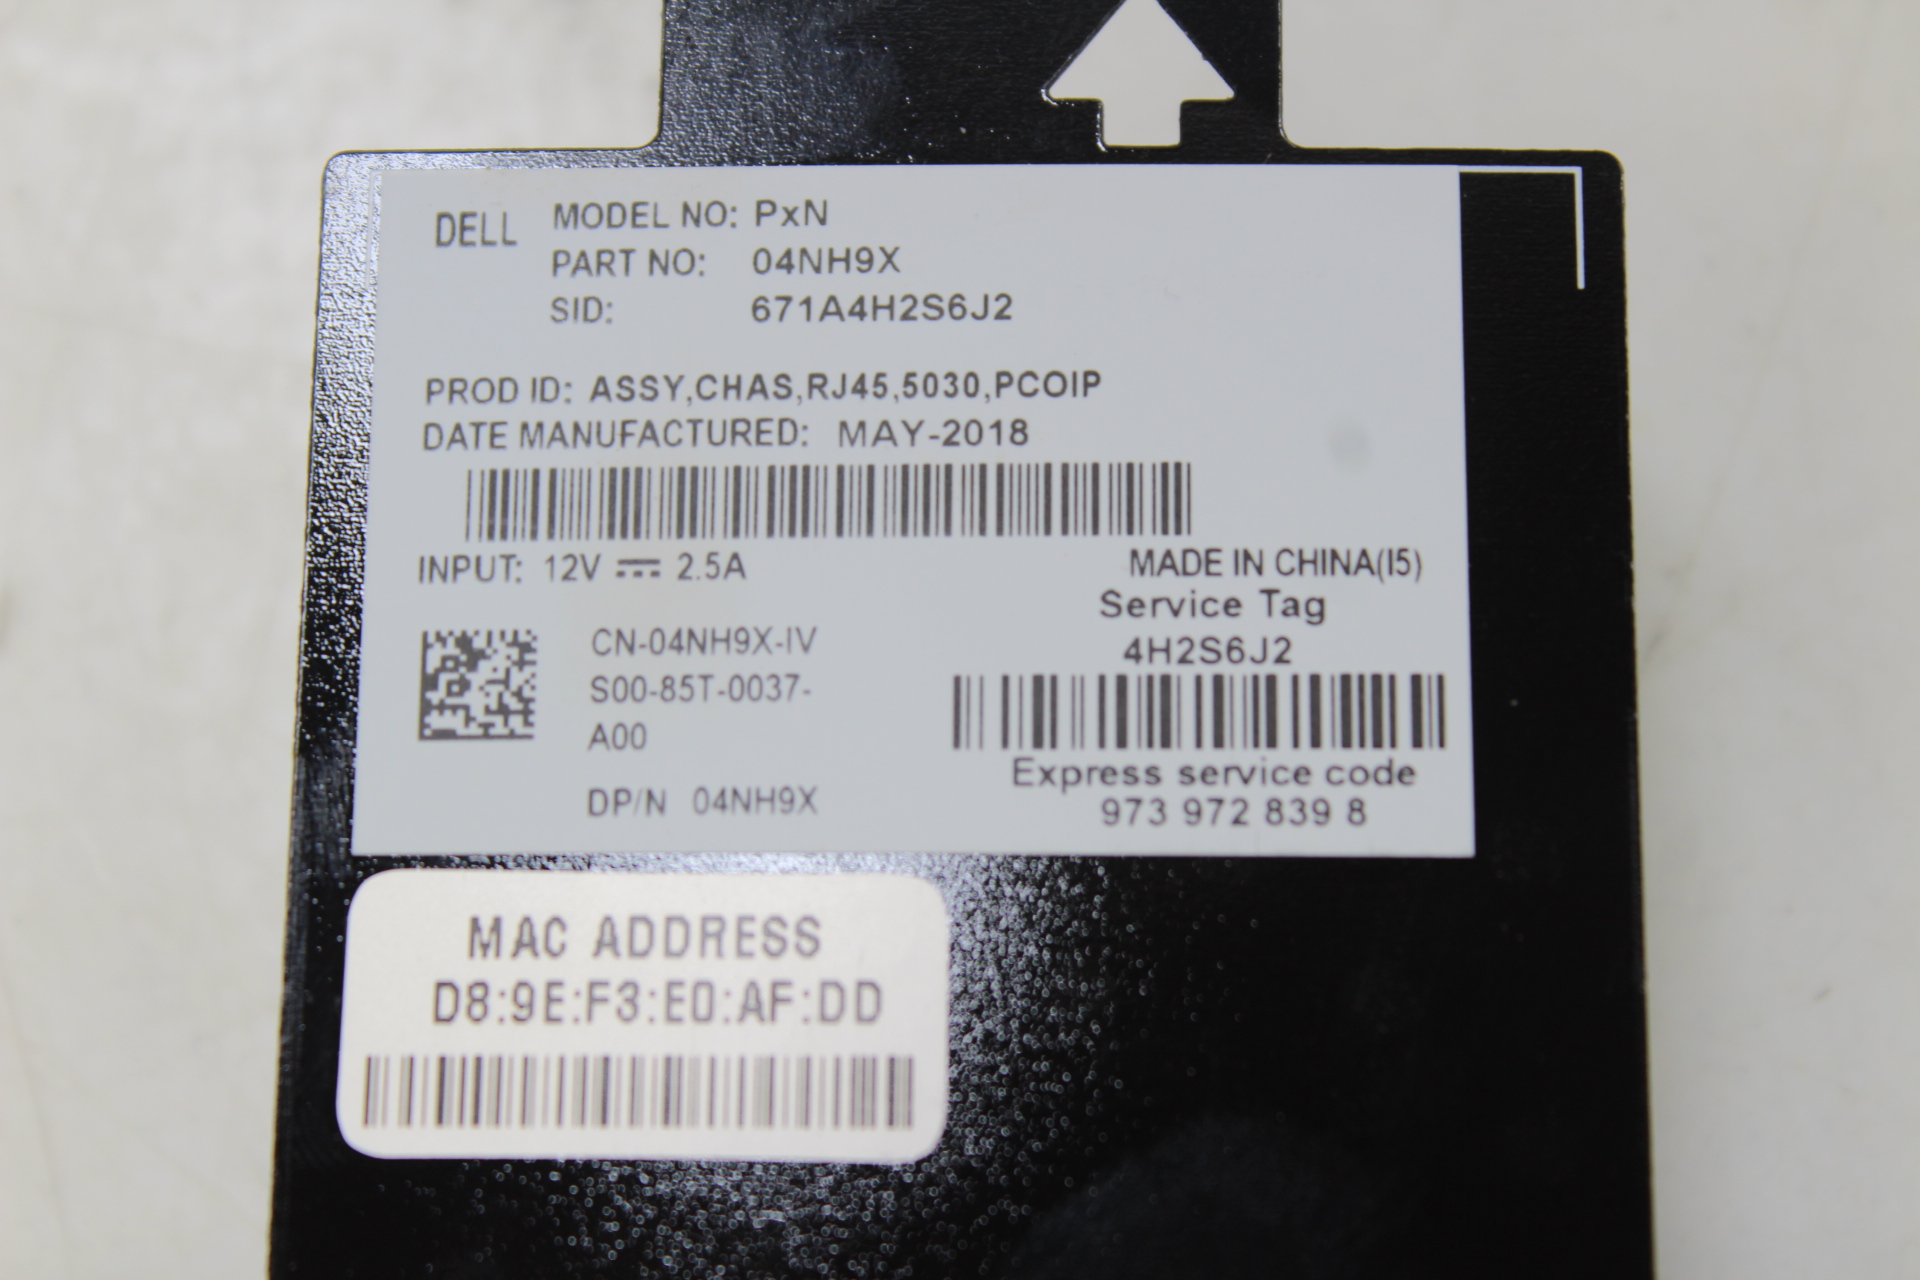 DELL
MODEL NO: PxN
PART NO: 04NH9X
SID: 671A4H2S6J2
PROD ID: ASSY,CHAS,RJ45,5030,PCOIP
DATE MANUFACTURED: MAY-2018
INPUT: 12V ⎓ 2.5A
MADE IN CHINA(I5)
Service Tag
4H2S6J2
CN-04NH9X-IV
S00-85T-0037-
A00
DP/N 04NH9X
Express service code
973 972 839 8
MAC ADDRESS
D8:9E:F3:E0:AF:DD